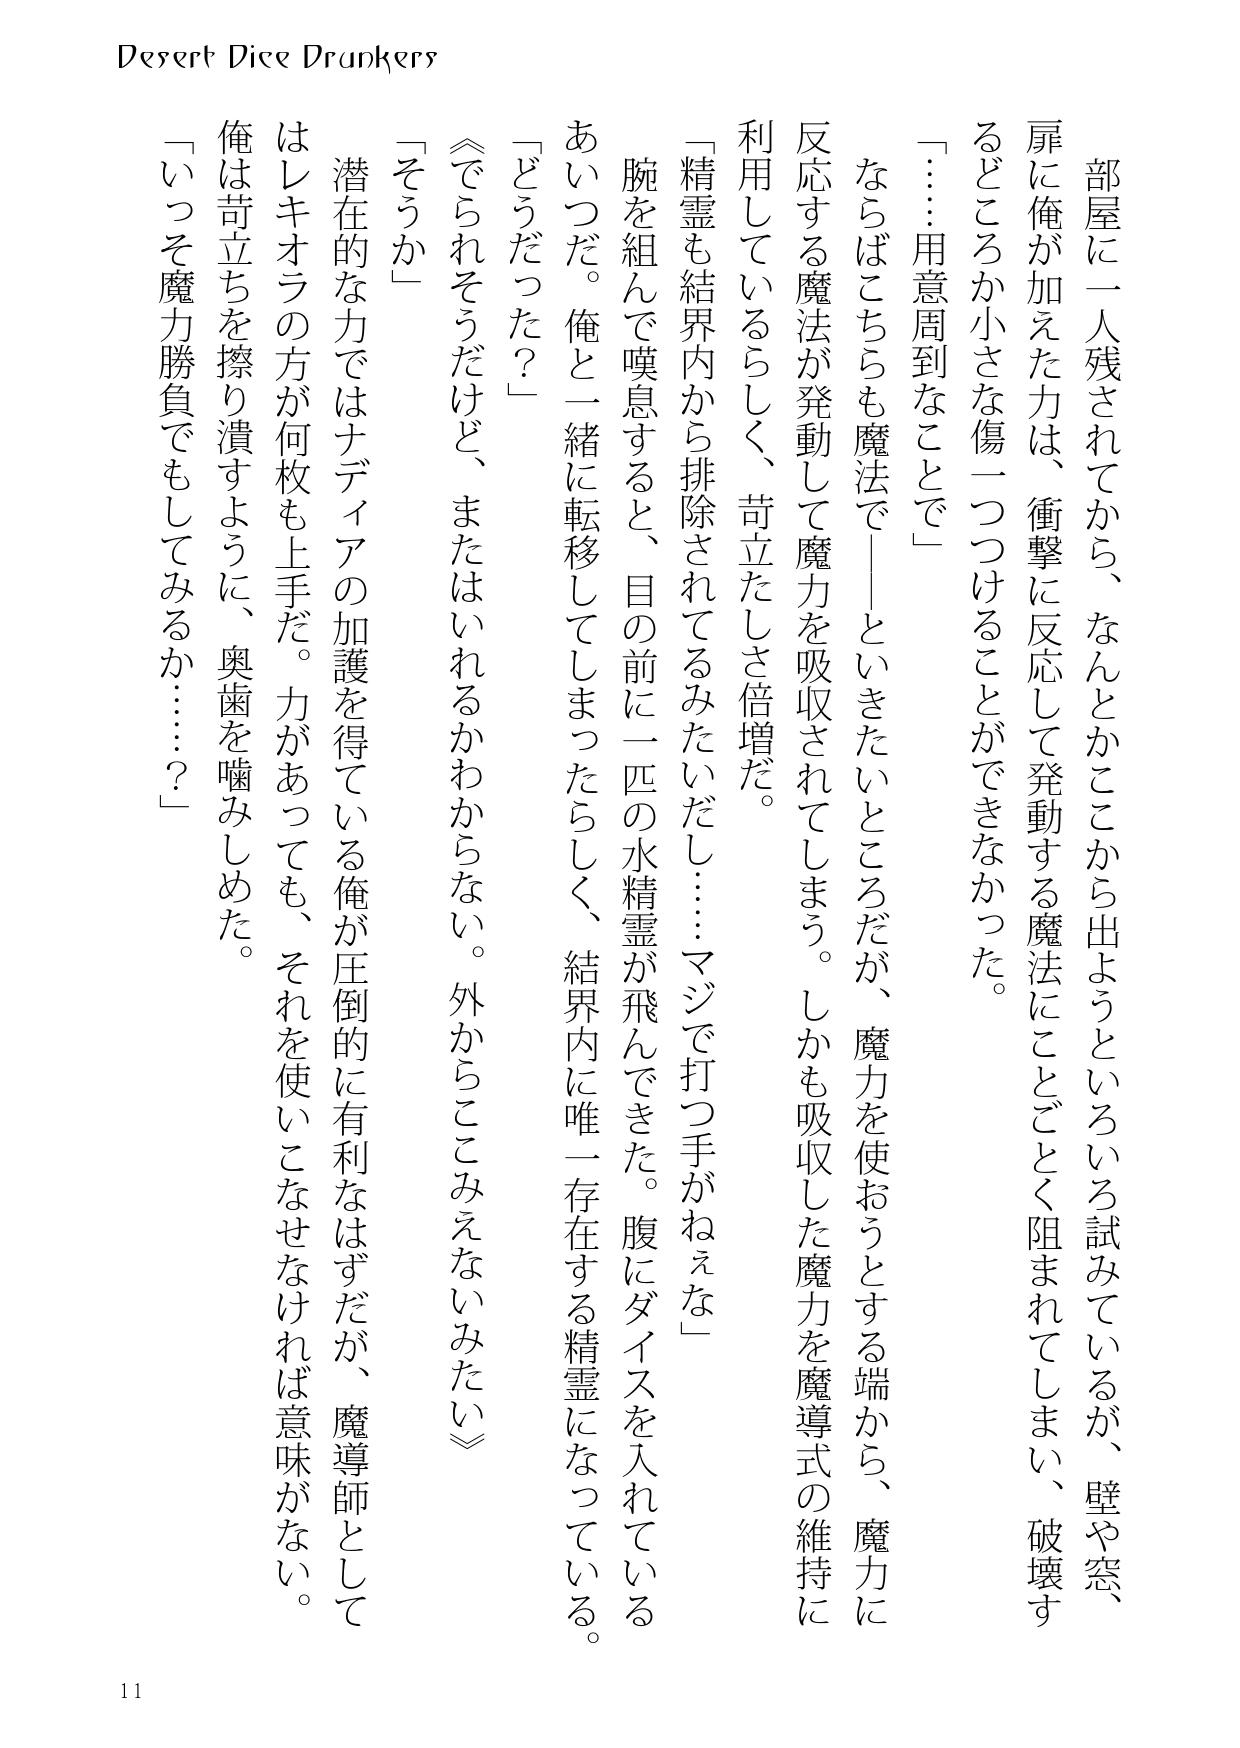 Desert Dice Drunkers
　部屋に一人残されてから、なんとかここから出ようといろいろ試みているが、壁や窓、
扉に俺が加えた力は、衝撃に反応して発動する魔法にことごとく阻まれてしまい、破壊す
るどころか小さな傷一つつけることができなかった。
「……用意周到なことで」
　ならばこちらも魔法で――といきたいところだが、魔力を使おうとする端から、魔力に
反応する魔法が発動して魔力を吸収されてしまう。しかも吸収した魔力を魔導式の維持に
利用しているらしく、苛立たしさ倍増だ。
「精霊も結界内から排除されてるみたいだし……マジで打つ手がねぇな」
　腕を組んで嘆息すると、目の前に一匹の水精霊が飛んできた。腹にダイスを入れている
あいつだ。俺と一緒に転移してしまったらしく、結界内に唯一存在する精霊になっている。
「どうだった？」
《でられそうだけど、またはいれるかわからない。外からここみえないみたい》
「そうか」
　潜在的な力ではナディアの加護を得ている俺が圧倒的に有利なはずだが、魔導師として
はレキオラの方が何枚も上手だ。力があっても、それを使いこなせなければ意味がない。
俺は苛立ちを擦り潰すように、奥歯を噛みしめた。
「いっそ魔力勝負でもしてみるか……？」
11